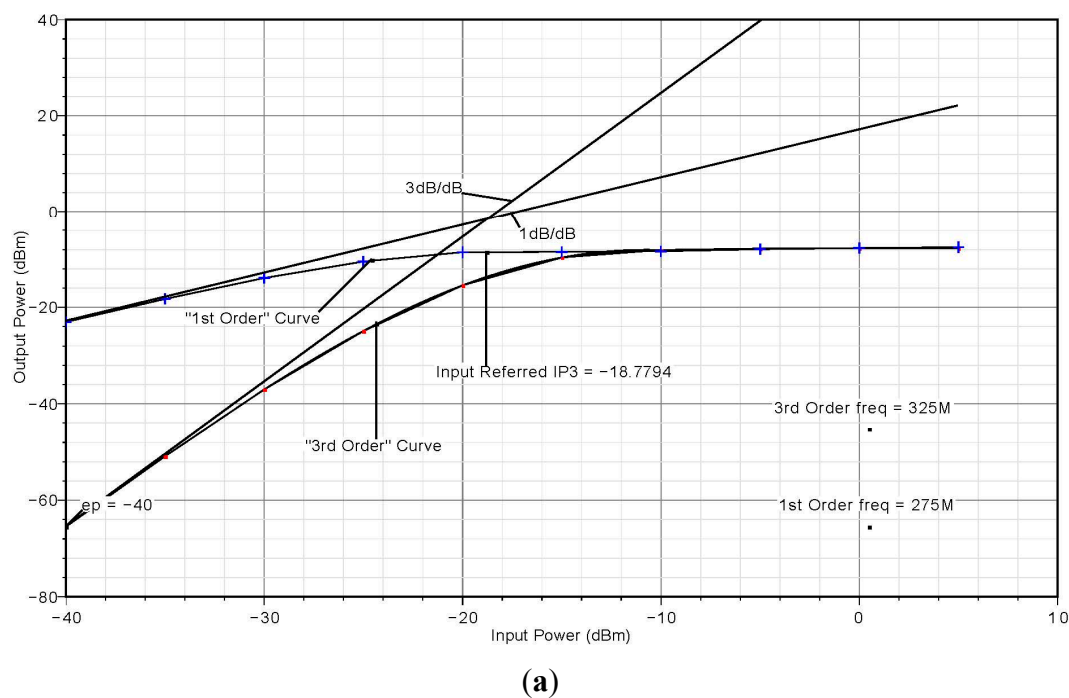 40
20
0
−20
−40
−60
−80
Output Power (dBm)
3dB/dB
1dB/dB
"1st Order" Curve
Input Referred IP3 = −18.7794
3rd Order freq = 325M
"3rd Order" Curve
ep = −40
1st Order freq = 275M
−40
−30
−20
−10
0
10
Input Power (dBm)
(a)